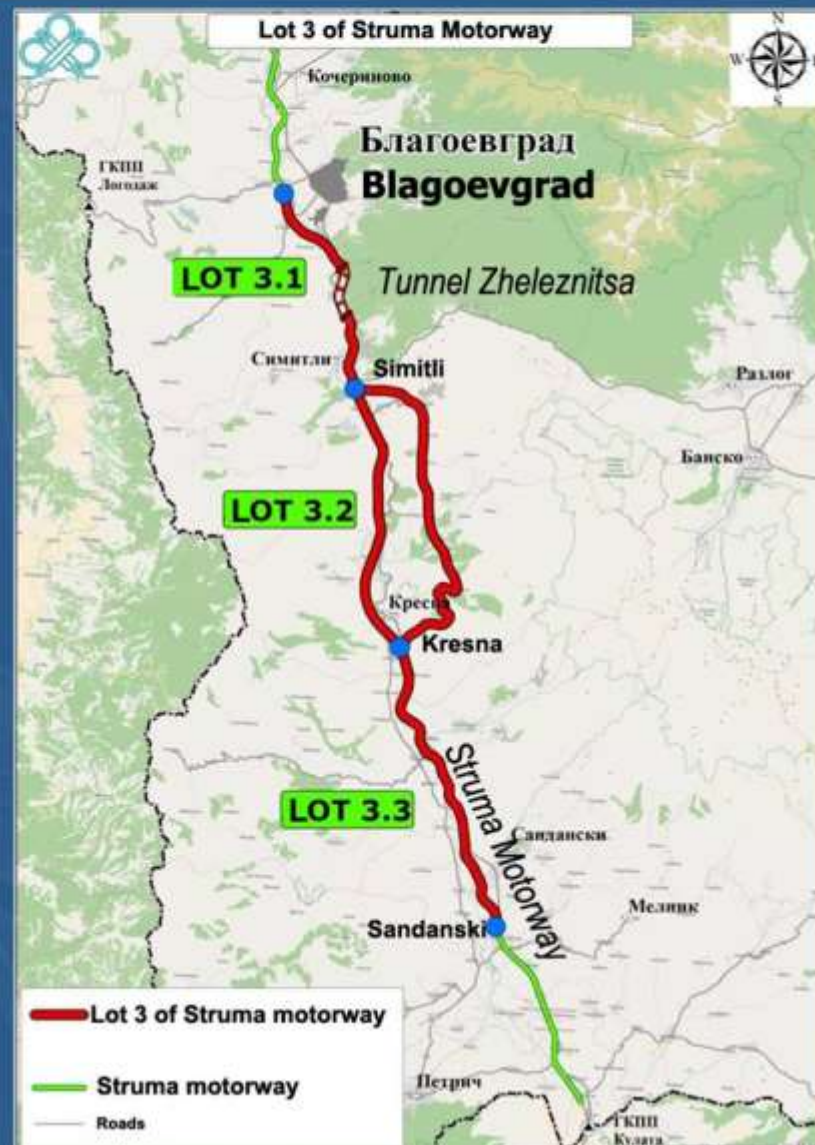 Lot 3 of Struma Motorway
N
W
S
Кочериново
Благоевград
Blagoevgrad
ГКПП
Логодаж
LOT 3.1
Tunnel Zheleznitsa
Симитли
Simitli
Разлог
Банско
LOT 3.2
Кресна
Kresna
Struma Motorway
LOT 3.3
Сандански
Мелник
Sandanski
Lot 3 of Struma motorway
Struma motorway
Roads
Петрич
ГКПП
Кулата